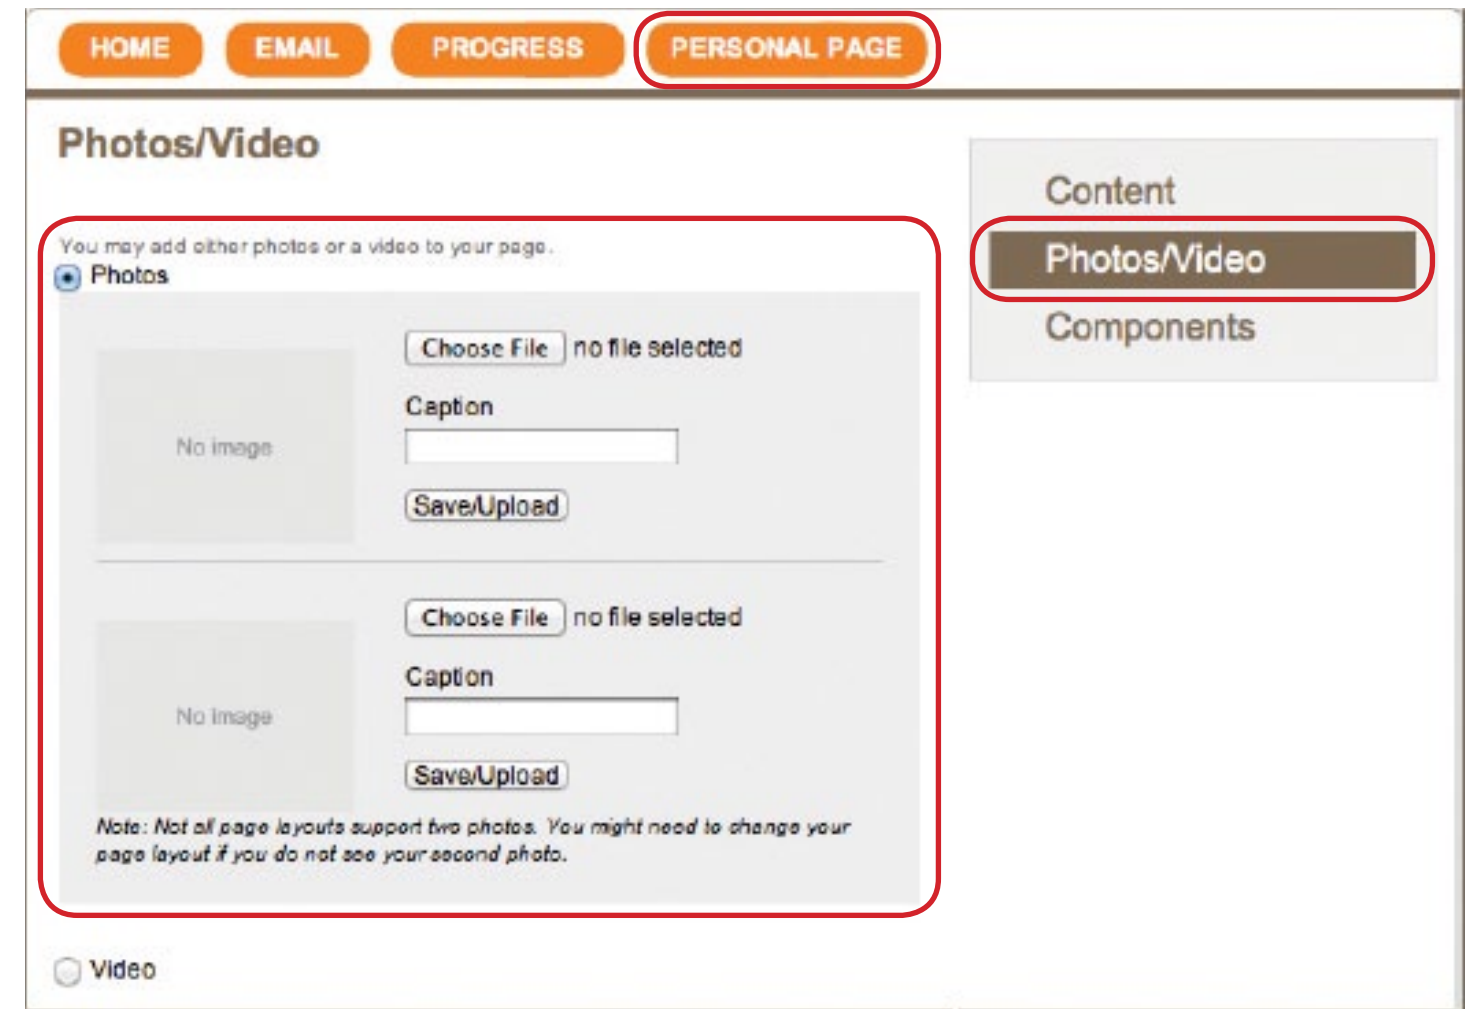 HOME EMAIL PROGRESS PERSONAL PAGE
Photos/Video
Content
Photos/Video
Components
You may add either photos or a video to your page.
Photos
Choose File no file selected
Caption
No image
Save/Upload
Choose File no file selected
Caption
No image
Save/Upload
Note: Not all page layouts support two photos. You might need to change your
page layout if you do not see your second photo.
Video